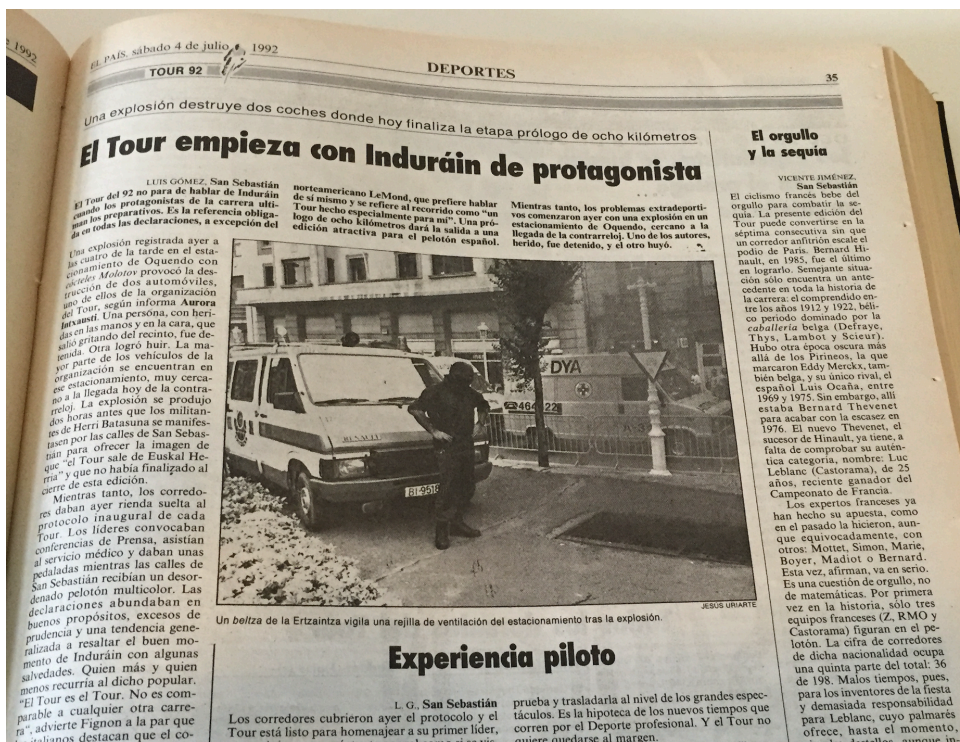 e 1992
EL PAÍS, sábado 4 de julio 1992
TOUR 92
DEPORTES
35
Una explosión destruye dos coches donde hoy finaliza la etapa prólogo de ocho kilómetros
El Tour empieza con Induráin de protagonista
LUIS GÓMEZ, San Sebastián
El Tour del 92 no para de hablar de Induráin
cuando los protagonistas de la carrera ulti-
man los preparativos. Es la referencia obliga-
da en todas las declaraciones, a excepción del
norteamericano LeMond, que prefiere hablar
de sí mismo y se refiere al recorrido como "un
Tour hecho especialmente para mí". Una pró-
logo de ocho kilómetros dará la salida a una
edición atractiva para el pelotón español.
Mientras tanto, los problemas extradeporti-
vos comenzaron ayer con una explosión en un
estacionamiento de Oquendo, cercano a la
llegada de la contrarreloj. Uno de los autores,
herido, fue detenido, y el otro huyó.
Una explosión registrada ayer a
las cuatro de la tarde en el esta-
cionamiento de Oquendo con
cócteles Molotov provocó la des-
trucción de dos automóviles,
uno de ellos de la organización
del Tour, según informa Aurora
Intxausti. Una persona, con heri-
das en las manos y en la cara, que
salió gritando del recinto, fue de-
tenida. Otra logró huir. La ma-
yor parte de los vehículos de la
organización se encuentran en
ese estacionamiento, muy cerca-
no a la llegada hoy de la contra-
rreloj. La explosión se produjo
dos horas antes que los militan-
tes de Herri Batasuna se manifes-
tasen por las calles de San Sebas-
tián para ofrecer la imagen de
que "el Tour sale de Euskal He-
rria" y que no había finalizado al
cierre de esta edición.
Mientras tanto, los corredo-
res daban ayer rienda suelta al
protocolo inaugural de cada
Tour. Los líderes convocaban
conferencias de Prensa, asistían
al servicio médico y daban unas
pedaladas mientras las calles de
San Sebastián recibían un desor-
denado pelotón multicolor. Las
declaraciones abundaban en
buenos propósitos, excesos de
prudencia y una tendencia gene-
ralizada a resaltar el buen mo-
mento de Induráin con algunas
salvedades. Quien más y quien
menos recurría al dicho popular.
"El Tour es el Tour. No es com-
parable a cualquier otra carre-
ra", advierte Fignon a la par que
italianos destacan que el co-
DYA
464 22
RENAULT
BI-9518
JESÚS URIARTE
Un beltza de la Ertzaintza vigila una rejilla de ventilación del estacionamiento tras la explosión.
Experiencia piloto
L. G., San Sebastián
Los corredores cubrieron ayer el protocolo y el
Tour está listo para homenajear a su primer líder,
prueba y trasladarla al nivel de los grandes espec-
táculos. Es la hipoteca de los nuevos tiempos que
corren por el Deporte profesional. Y el Tour no
quiere quedarse al margen.
El orgullo
y la sequía
VICENTE JIMÉNEZ,
San Sebastián
El ciclismo francés bebe del
orgullo para combatir la se-
quía. La presente edición del
Tour puede convertirse en la
séptima consecutiva sin que
un corredor anfitrión escale el
podio de París. Bernard Hi-
nault, en 1985, fue el último
en lograrlo. Semejante situa-
ción sólo encuentra un ante-
cedente en toda la historia de
la carrera: el comprendido en-
tre los años 1912 y 1922, béli-
co período dominado por la
caballería belga (Defraye,
Thys, Lambot y Scieur).
Hubo otra época oscura más
allá de los Pirineos, la que
marcaron Eddy Merckx, tam-
bién belga, y su único rival, el
español Luis Ocaña, entre
1969 y 1975. Sin embargo, allí
estaba Bernard Thevenet
para acabar con la escasez en
1976. El nuevo Thevenet, el
sucesor de Hinault, ya tiene, a
falta de comprobar su autén-
tica categoría, nombre: Luc
Leblanc (Castorama), de 25
años, reciente ganador del
Campeonato de Francia.
Los expertos franceses ya
han hecho su apuesta, como
en el pasado la hicieron, aun-
que equivocadamente, con
otros: Mottet, Simon, Marie,
Boyer, Madiot o Bernard.
Esta vez, afirman, va en serio.
Es una cuestión de orgullo, no
de matemáticas. Por primera
vez en la historia, sólo tres
equipos franceses (Z, RMO y
Castorama) figuran en el pe-
lotón. La cifra de corredores
de dicha nacionalidad ocupa
una quinta parte del total: 36
de 198. Malos tiempos, pues,
para los inventores de la fiesta
y demasiada responsabilidad
para Leblanc, cuyo palmarés
ofrece, hasta el momento,